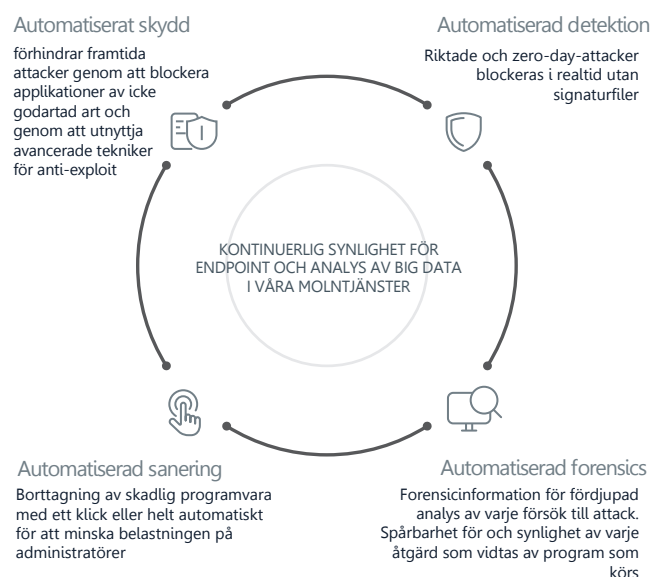 Automatiserat skydd
förhindrar framtida
attacker genom att blockera
applikationer av icke
godartad art och
genom att utnyttja
avancerade tekniker
för anti-exploit
Automatiserad detektion
Riktade och zero-day-attacker
blockeras i realtid utan
signaturfiler
KONTINUERLIG SYNLIGHET FÖR
ENDPOINT OCH ANALYS AV BIG DATA
I VÅRA MOLNTJÄNSTER
Automatiserad sanering
Borttagning av skadlig programvara
med ett klick eller helt automatiskt
för att minska belastningen på
administratörer
Automatiserad forensics
Forensicinformation för fördjupad
analys av varje försök till attack.
Spårbarhet för och synlighet av varje
åtgärd som vidtas av program som
körs